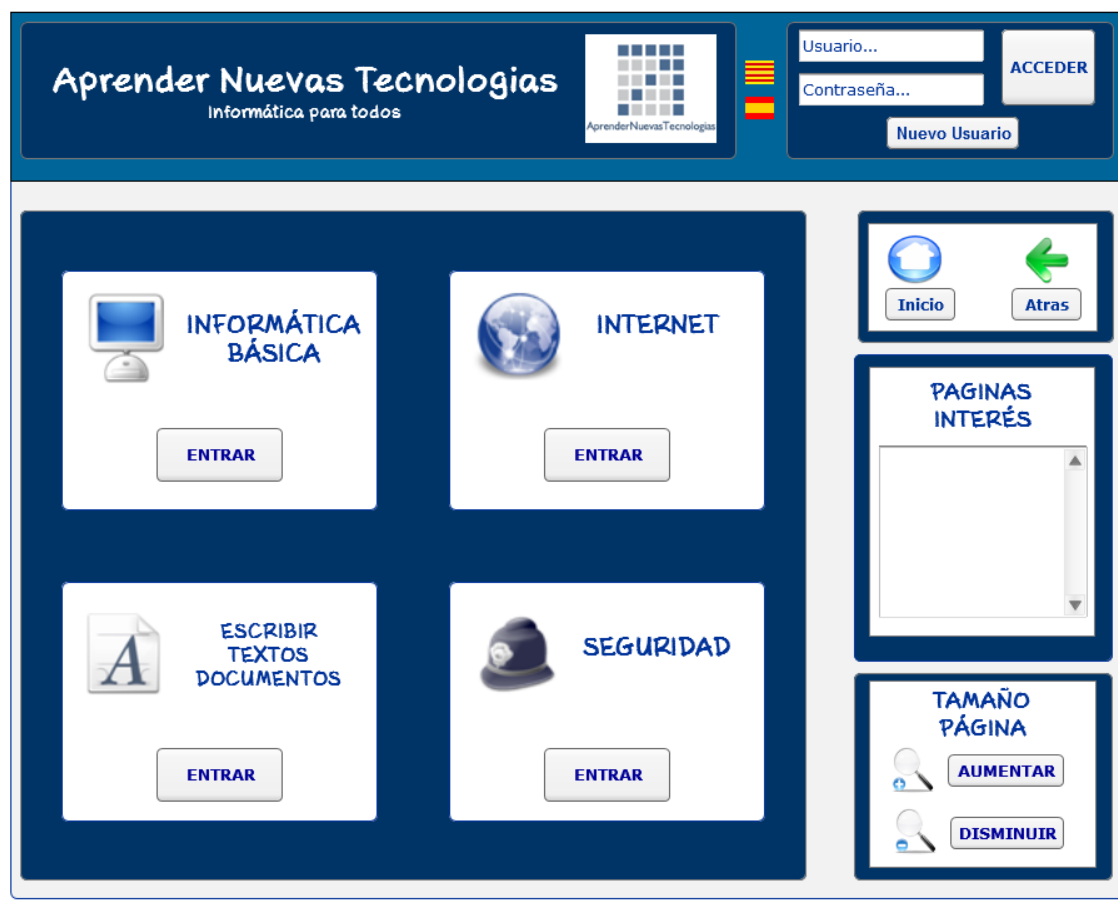 Aprender Nuevas Tecnologias
Informática para todos
AprenderNuevasTecnologias
Usuario...
Contraseña...
ACCEDER
Nuevo Usuario
INFORMÁTICA
BÁSICA
ENTRAR
INTERNET
ENTRAR
ESCRIBIR
TEXTOS
DOCUMENTOS
ENTRAR
SEGURIDAD
ENTRAR
Inicio
Atras
PAGINAS
INTERÉS
TAMAÑO
PÁGINA
AUMENTAR
DISMINUIR